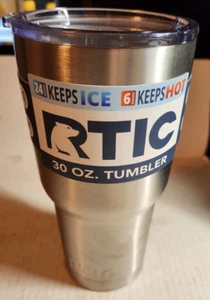 24 KEEPS ICE 6 KEEPS HOT
RTIC
30 OZ. TUMBLER